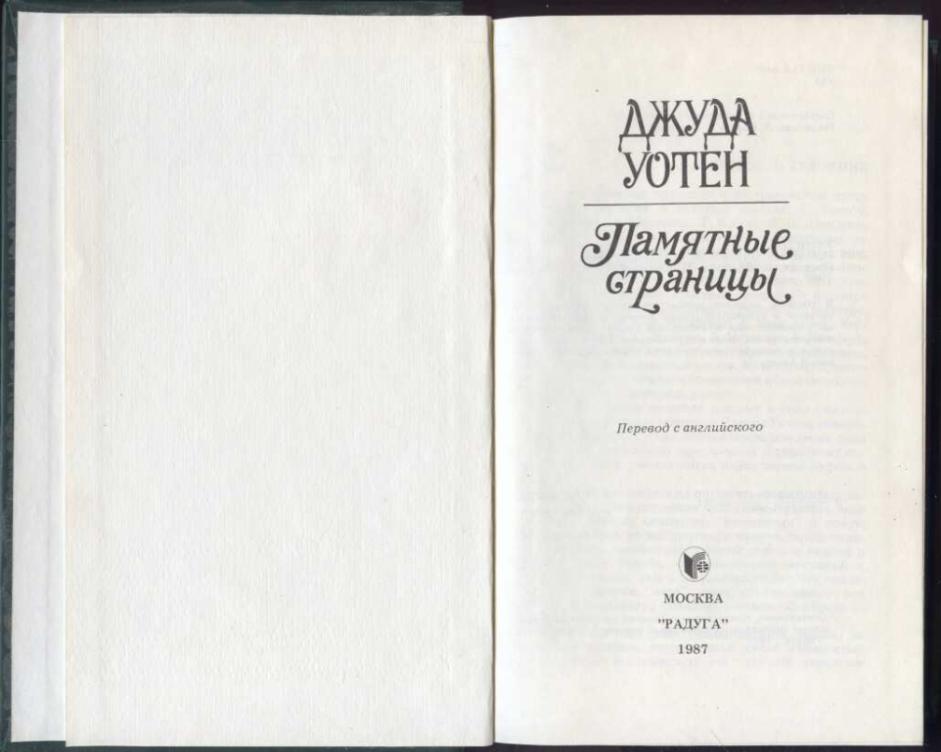 ДЖУДА
УОТЕН
Памятные
страницы
Перевод с английского
МОСКВА
"РАДУГА"
1987